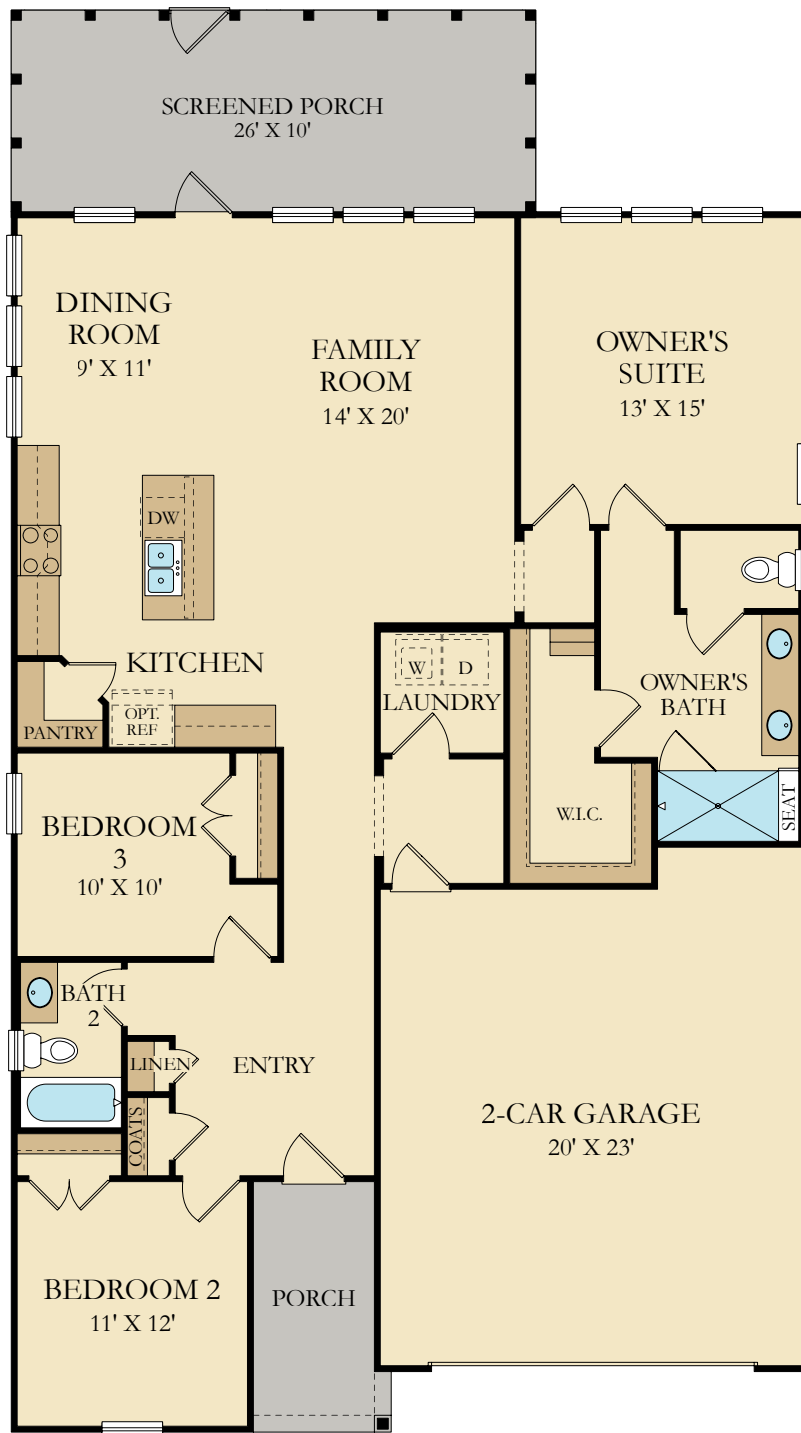 SCREENED PORCH
26' X 10'
DINING
ROOM
9' X 11'
FAMILY
ROOM
14' X 20'
OWNER'S
SUITE
13' X 15'
DW
KITCHEN
W
D
LAUNDRY
OWNER'S
BATH
OPT.
REF
PANTRY
SEAT
W.I.C.
BEDROOM
3
10' X 10'
BATH
2
LINEN
ENTRY
COATS
2-CAR GARAGE
20' X 23'
BEDROOM 2
11' X 12'
PORCH